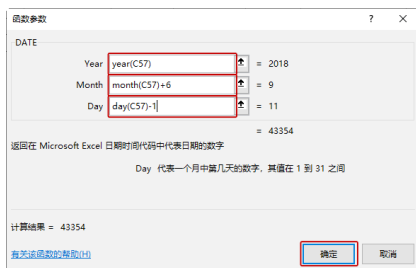 函数参数 ? ×
DATE
Year year(C57) = 2018
Month month(C57)+6 = 9
Day day(C57)-1 = 11
= 43354
返回在 Microsoft Excel 日期时间代码中代表日期的数字
Day 代表一个月中第几天的数字，其值在 1 到 31 之间
计算结果 = 43354
有关该函数的帮助(H) 确定 取消